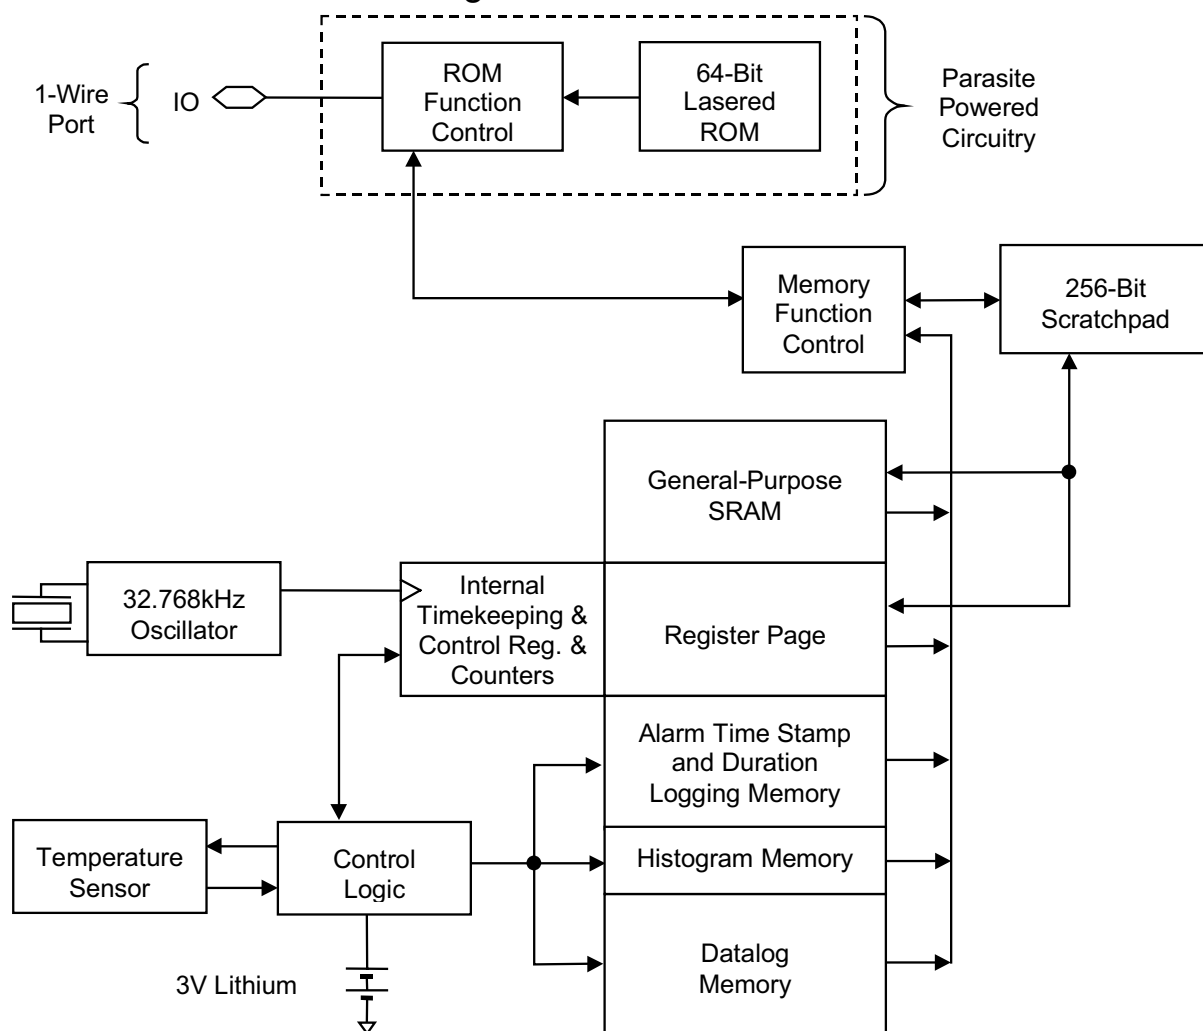 1-Wire
Port
IO
ROM
Function
Control
64-Bit
Lasered
ROM
Parasite
Powered
Circuitry
Memory
Function
Control
256-Bit
Scratchpad
General-Purpose
SRAM
32.768kHz
Oscillator
Internal
Timekeeping &
Control Reg. &
Counters
Register Page
Alarm Time Stamp
and Duration
Logging Memory
Temperature
Sensor
Control
Logic
Histogram Memory
Datalog
Memory
3V Lithium